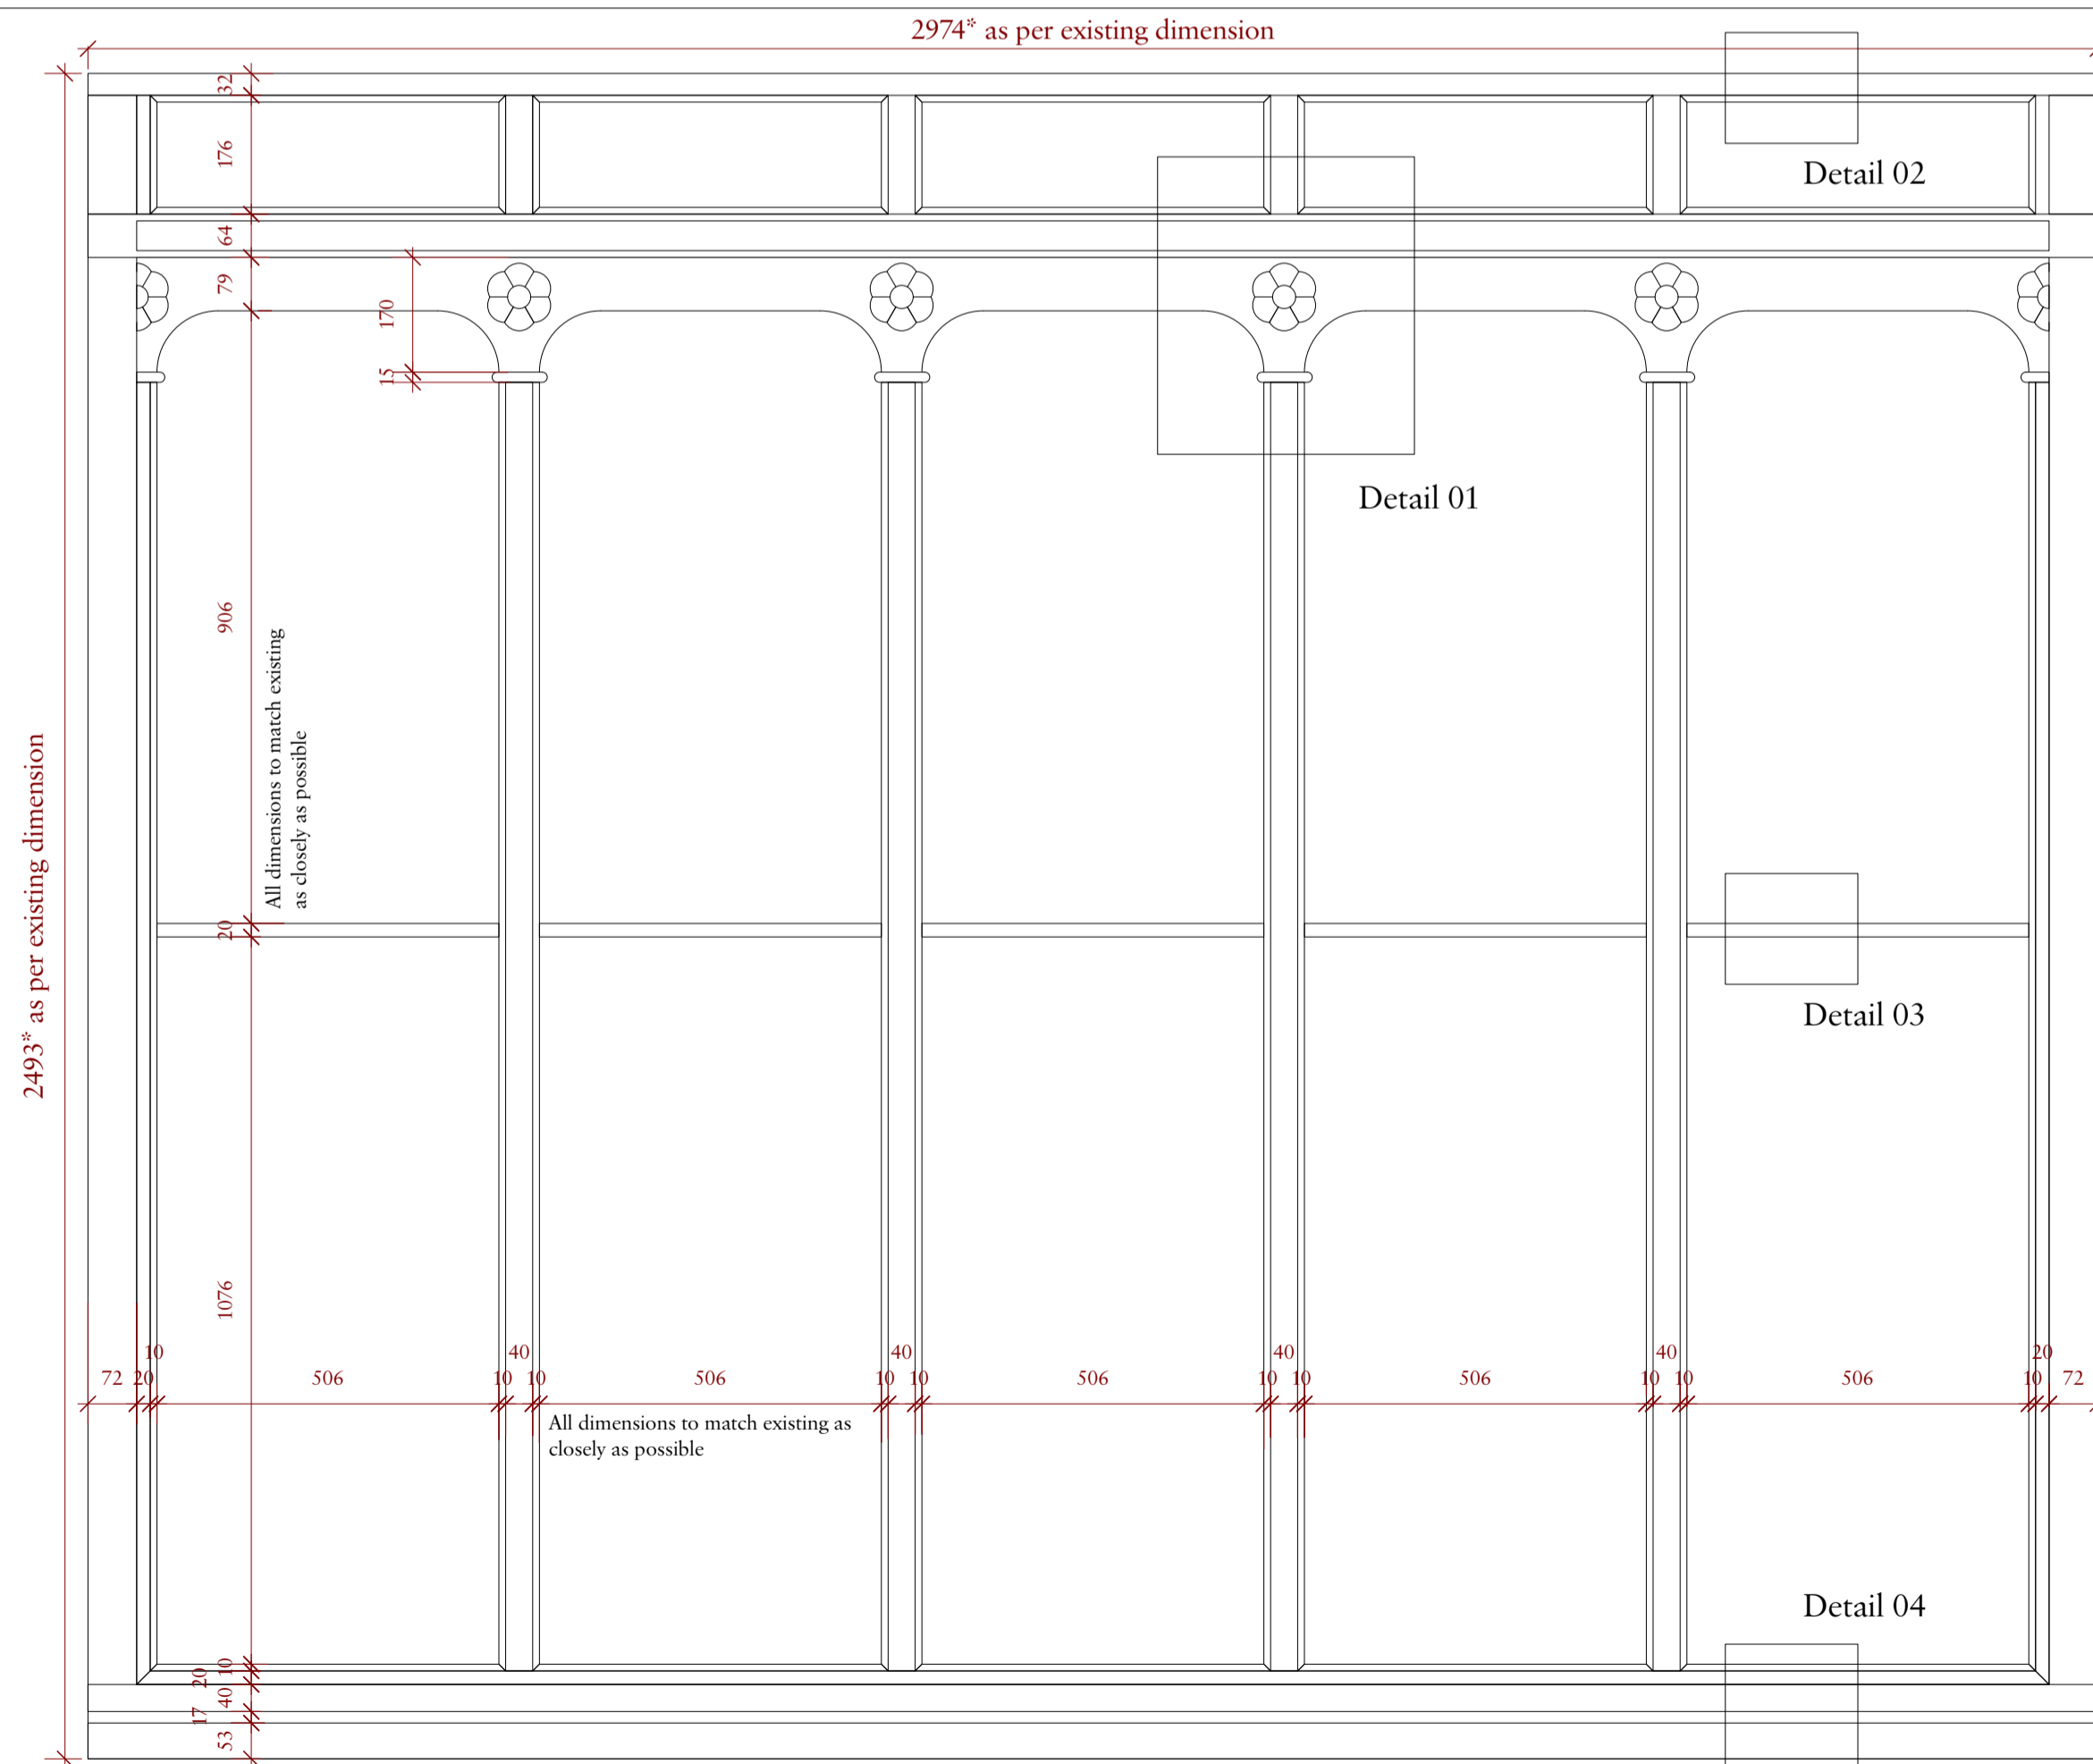 2974* as per existing dimension
32
176
Detail 02
64
79
170
15
Detail 01
906
All dimensions to match existing
as closely as possible
2493* as per existing dimension
20
Detail 03
1076
10 40 40 40 40 20
72 20 506 10 10 506 10 10 506 10 10 506 10 10 506 10 72
All dimensions to match existing as
closely as possible
Detail 04
10
20
40
17
53